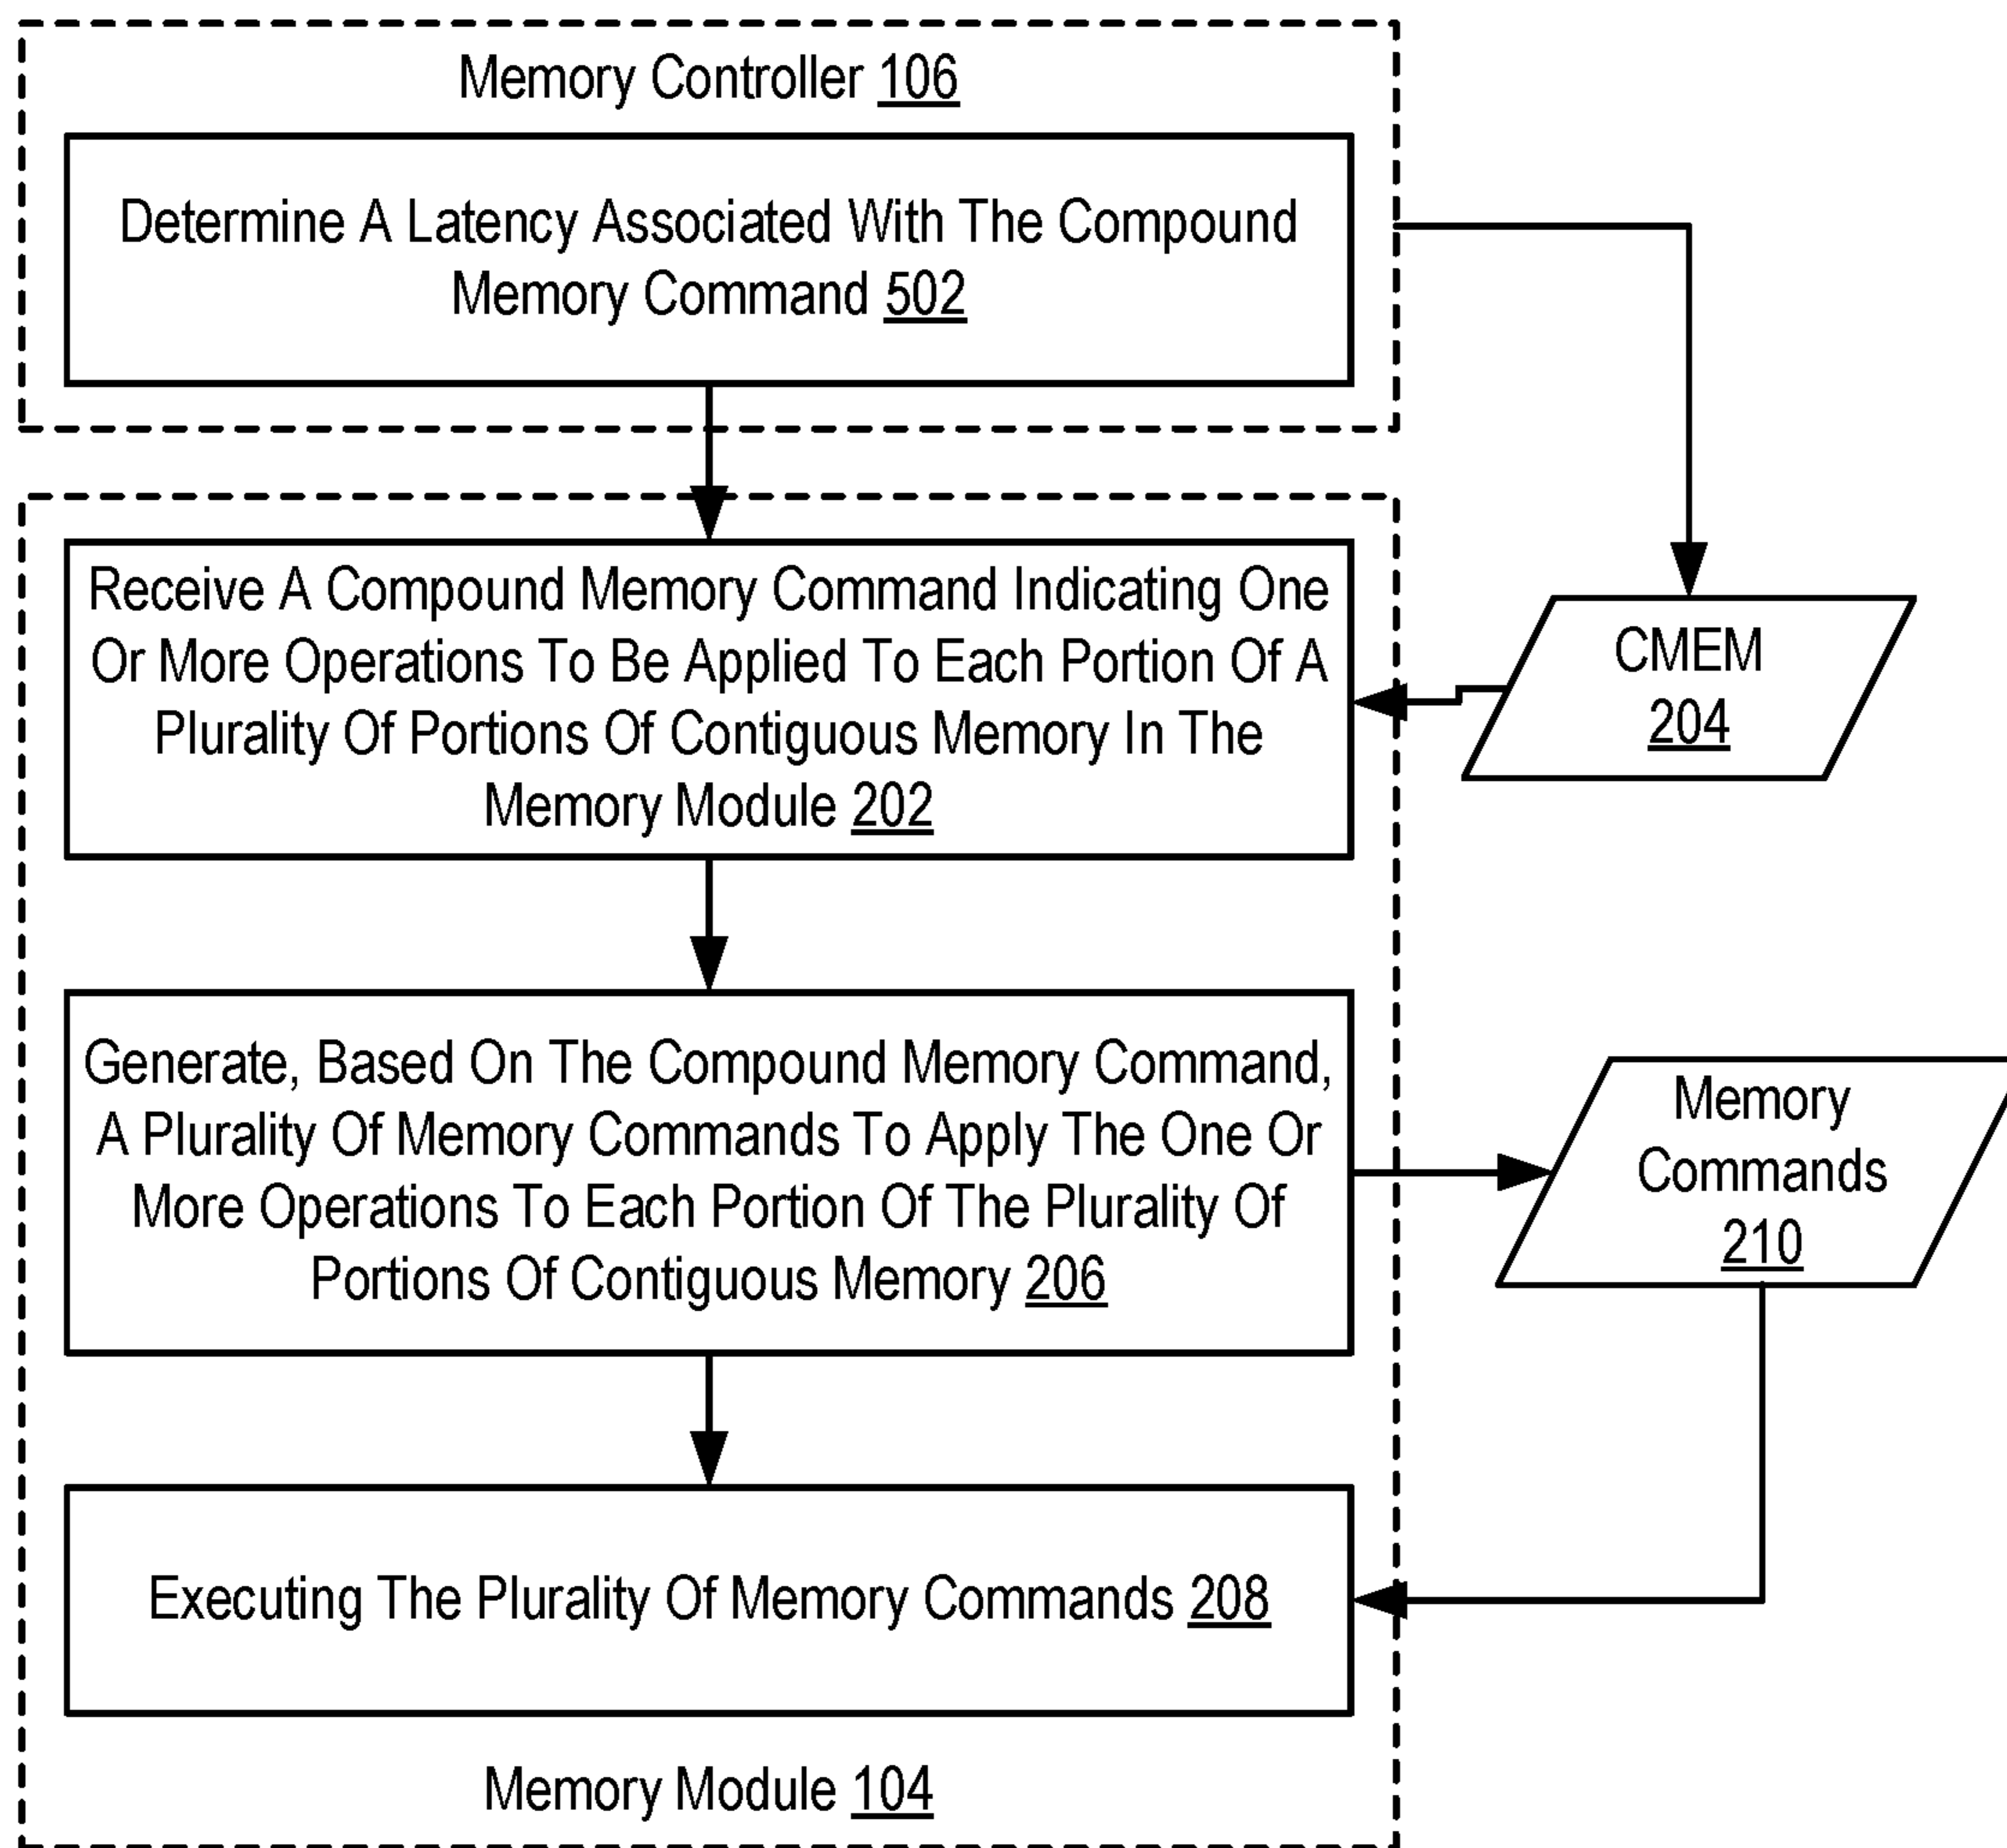 Memory Controller 106
Determine A Latency Associated With The Compound
Memory Command 502
Receive A Compound Memory Command Indicating One
Or More Operations To Be Applied To Each Portion Of A
Plurality Of Portions Of Contiguous Memory In The
Memory Module 202
CMEM
204
Generate, Based On The Compound Memory Command,
A Plurality Of Memory Commands To Apply The One Or
More Operations To Each Portion Of The Plurality Of
Portions Of Contiguous Memory 206
Memory
Commands
210
Executing The Plurality Of Memory Commands 208
Memory Module 104